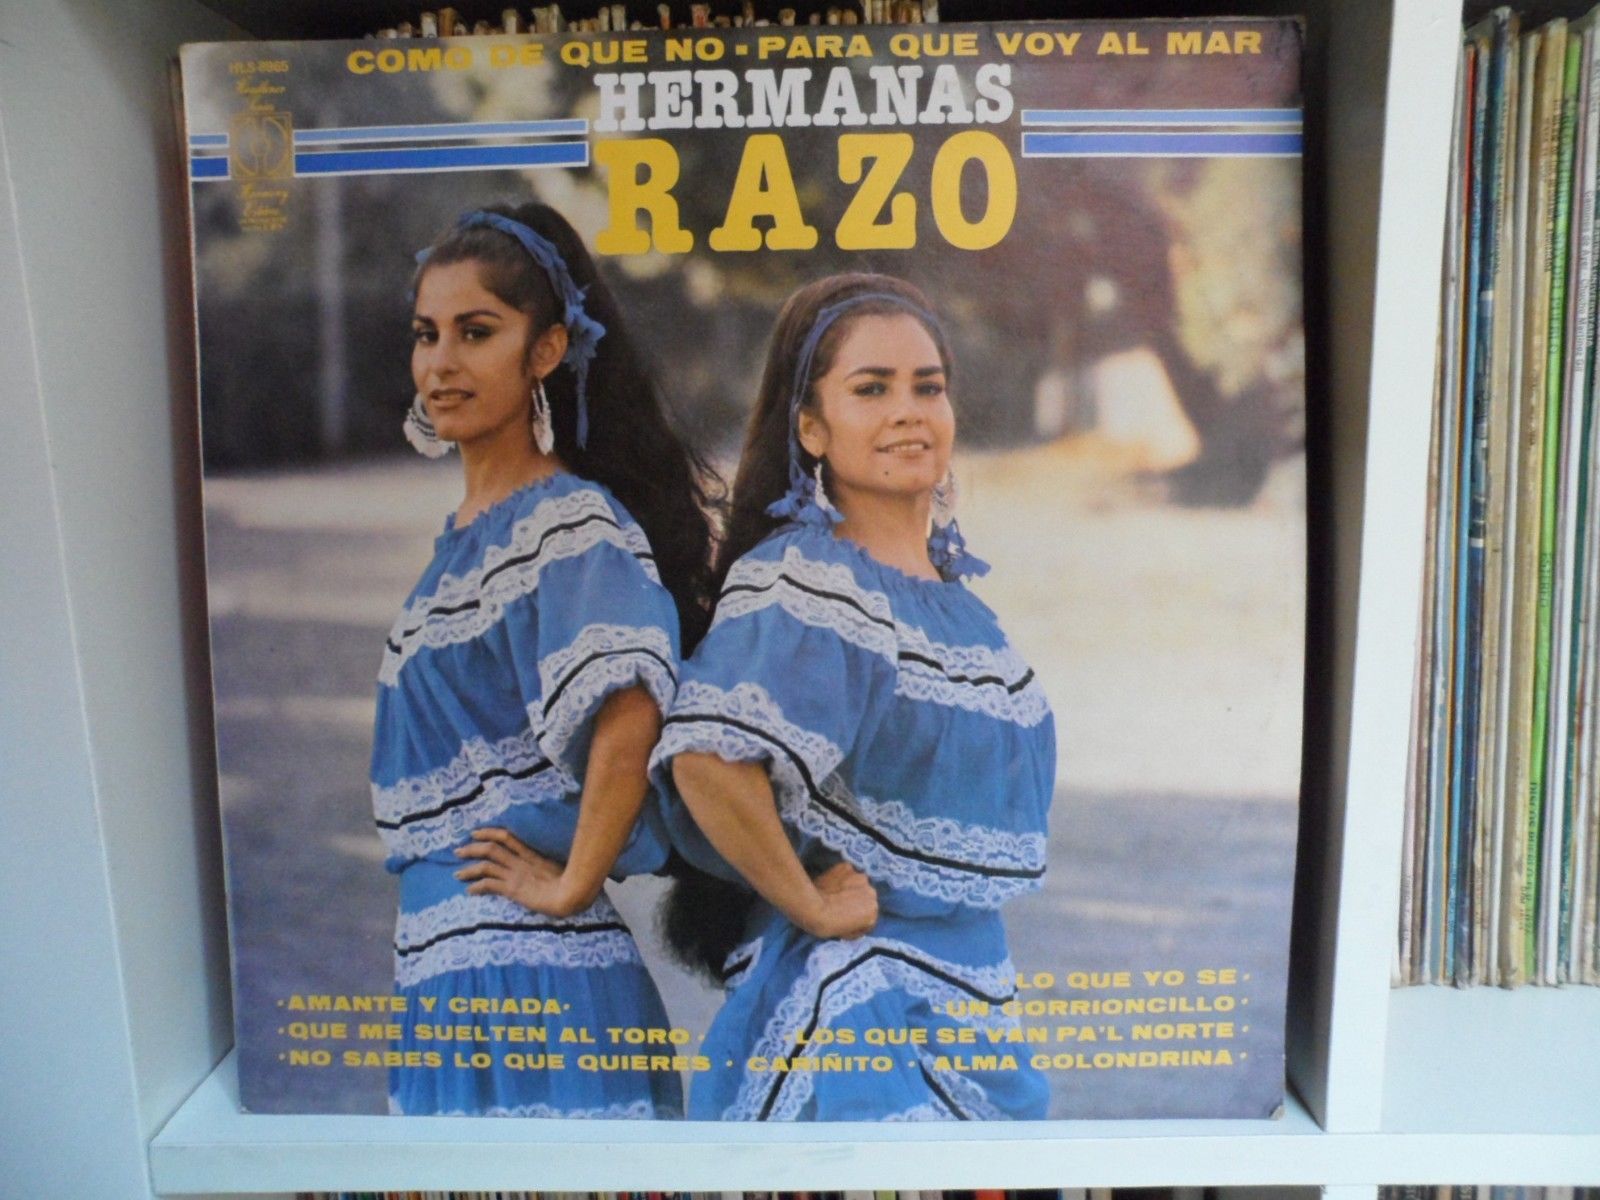 COMO DE QUE NO • PARA QUE VOY AL MAR
HLS-8965
HERMANAS
RAZO
• LO QUE YO SE •
• AMANTE Y CRIADA •
• UN GORRIONCILLO •
• QUE ME SUELTEN AL TORO •
• LOS QUE SE VAN PA'L NORTE •
• NO SABES LO QUE QUIERES • CARIÑITO • ALMA GOLONDRINA •